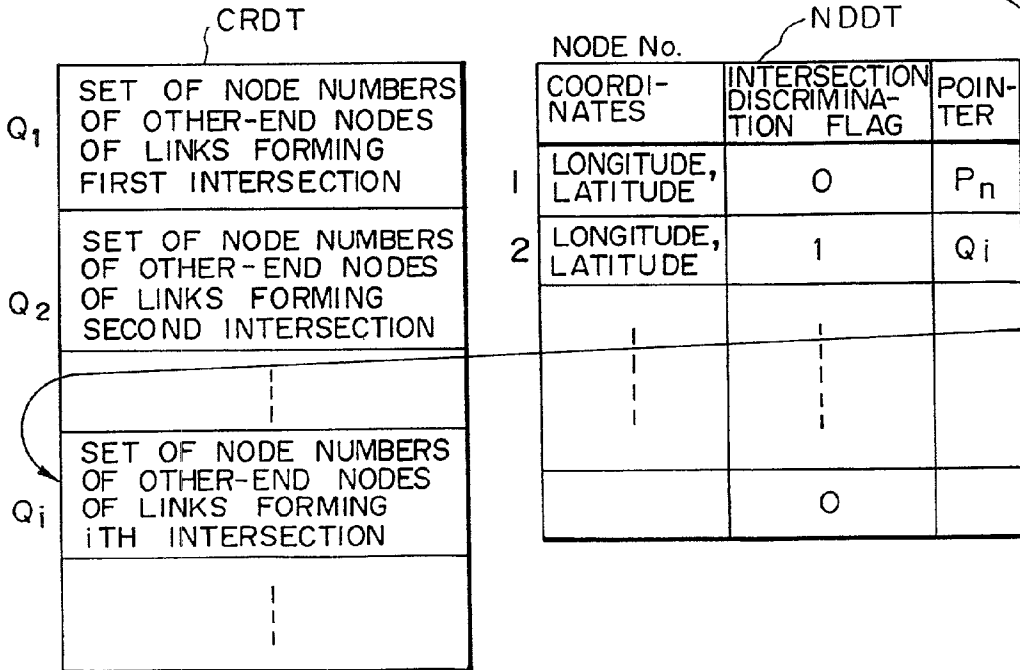 CRDT
Q1
SET OF NODE NUMBERS
OF OTHER-END NODES
OF LINKS FORMING
FIRST INTERSECTION
Q2
SET OF NODE NUMBERS
OF OTHER-END NODES
OF LINKS FORMING
SECOND INTERSECTION
Qi
SET OF NODE NUMBERS
OF OTHER-END NODES
OF LINKS FORMING
iTH INTERSECTION
NDDT
NODE No.
COORDI-
NATES
INTERSECTION
DISCRIMINA-
TION FLAG
POIN-
TER
1
LONGITUDE,
LATITUDE
0
Pn
2
LONGITUDE,
LATITUDE
1
Qi
0